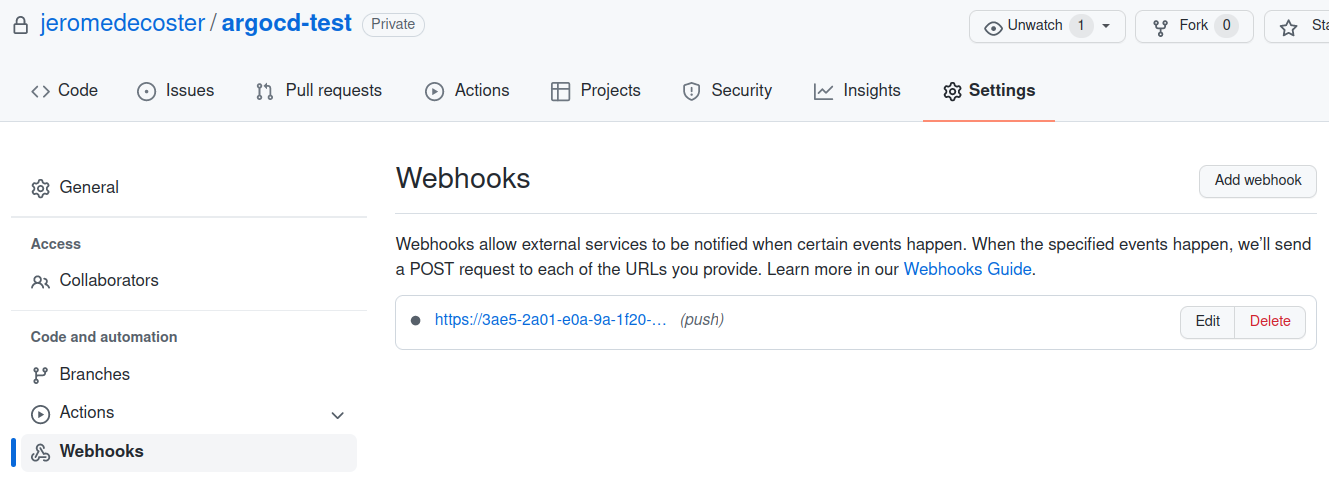 jeromedecoster / argocd-test Private Unwatch 1 Fork 0
Code Issues Pull requests Actions Projects Security Insights Settings
General
Access
Collaborators
Code and automation
Branches
Actions
Webhooks
Webhooks Add webhook
Webhooks allow external services to be notified when certain events happen. When the specified events happen, we’ll send
a POST request to each of the URLs you provide. Learn more in our Webhooks Guide.
https://3ae5-2a01-e0a-9a-1f20-… (push) Edit Delete